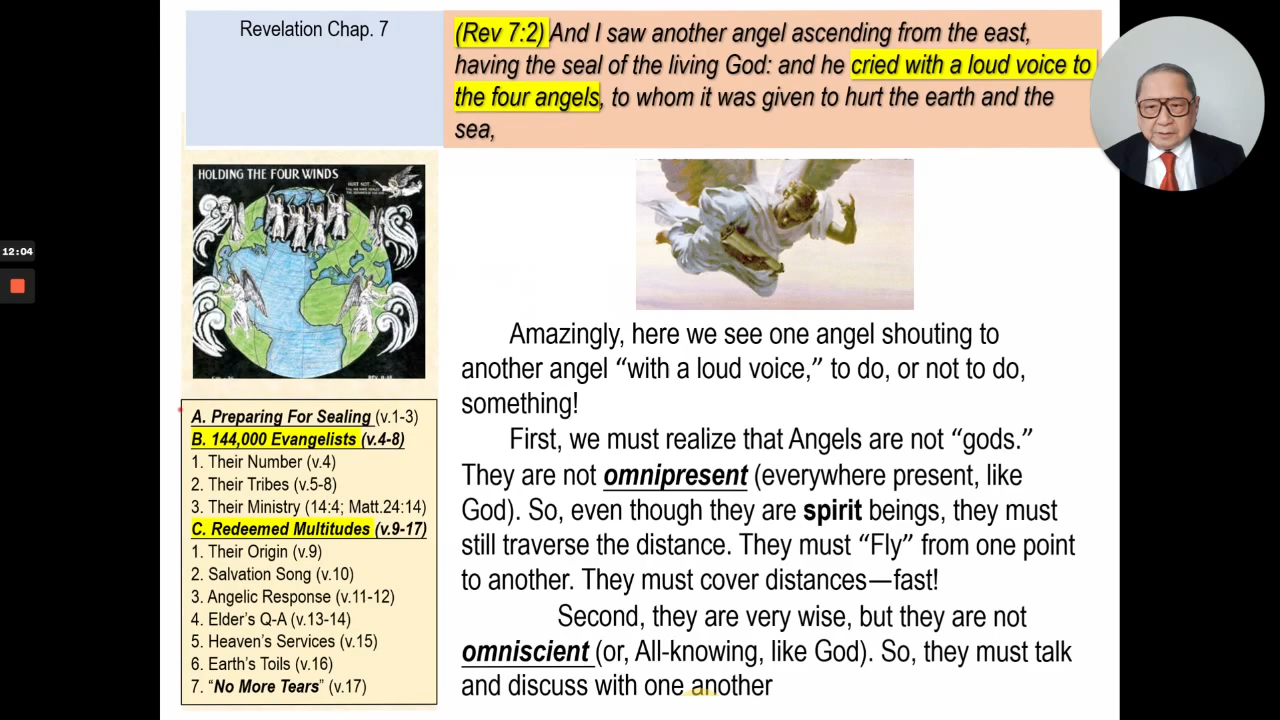 Revelation Chap. 7
(Rev 7:2) And I saw another angel ascending from the east,
having the seal of the living God: and he cried with a loud voice to
the four angels, to whom it was given to hurt the earth and the
sea,
12:04
HOLDING THE FOUR WINDS
HURT NOT
A. Preparing For Sealing (v.1-3)
B. 144,000 Evangelists (v.4-8)
1. Their Number (v.4)
2. Their Tribes (v.5-8)
3. Their Ministry (14:4; Matt.24:14)
C. Redeemed Multitudes (v.9-17)
1. Their Origin (v.9)
2. Salvation Song (v.10)
3. Angelic Response (v.11-12)
4. Elder’s Q-A (v.13-14)
5. Heaven’s Services (v.15)
6. Earth’s Toils (v.16)
7. “No More Tears” (v.17)
Amazingly, here we see one angel shouting to
another angel “with a loud voice,” to do, or not to do,
something!
First, we must realize that Angels are not “gods.”
They are not omnipresent (everywhere present, like
God). So, even though they are spirit beings, they must
still traverse the distance. They must “Fly” from one point
to another. They must cover distances—fast!
Second, they are very wise, but they are not
omniscient (or, All-knowing, like God). So, they must talk
and discuss with one another